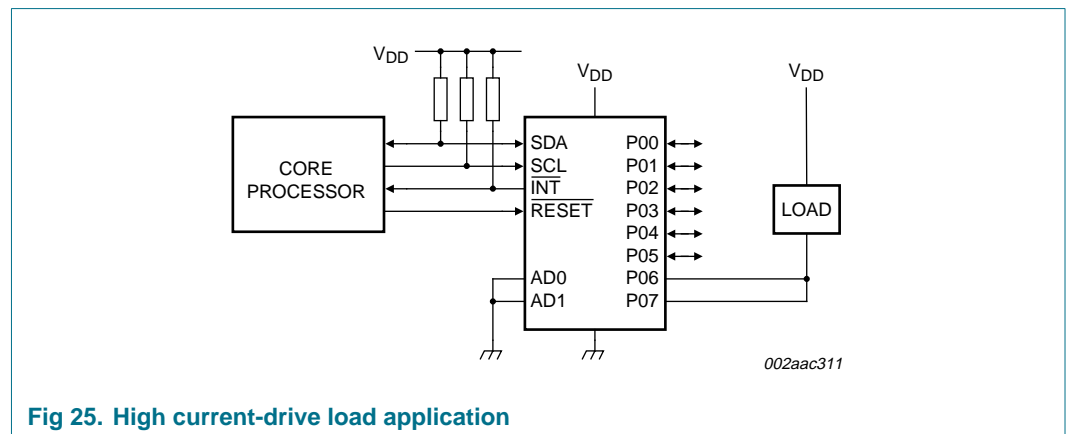 VDD
VDD
VDD
CORE
PROCESSOR
SDA
SCL
INT
RESET
AD0
AD1
P00
P01
P02
P03
P04
P05
P06
P07
LOAD
002aac311
Fig 25. High current-drive load application